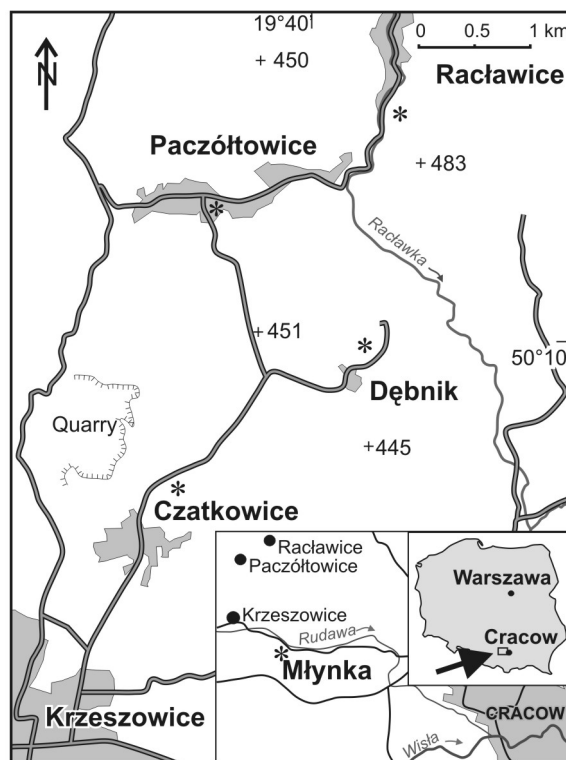 19°40'
0 0.5 1 km
N
+ 450
Racławice
*
Paczółtowice
+ 483
*
Racławka
+ 451
*
50°10'
Dębnik
Quarry
+445
*
Czatkowice
Racławice
Paczółtowice
Warszawa
Krzeszowice
Rudawa
*
Młynka
Cracow
Krzeszowice
CRACOW
Wisła